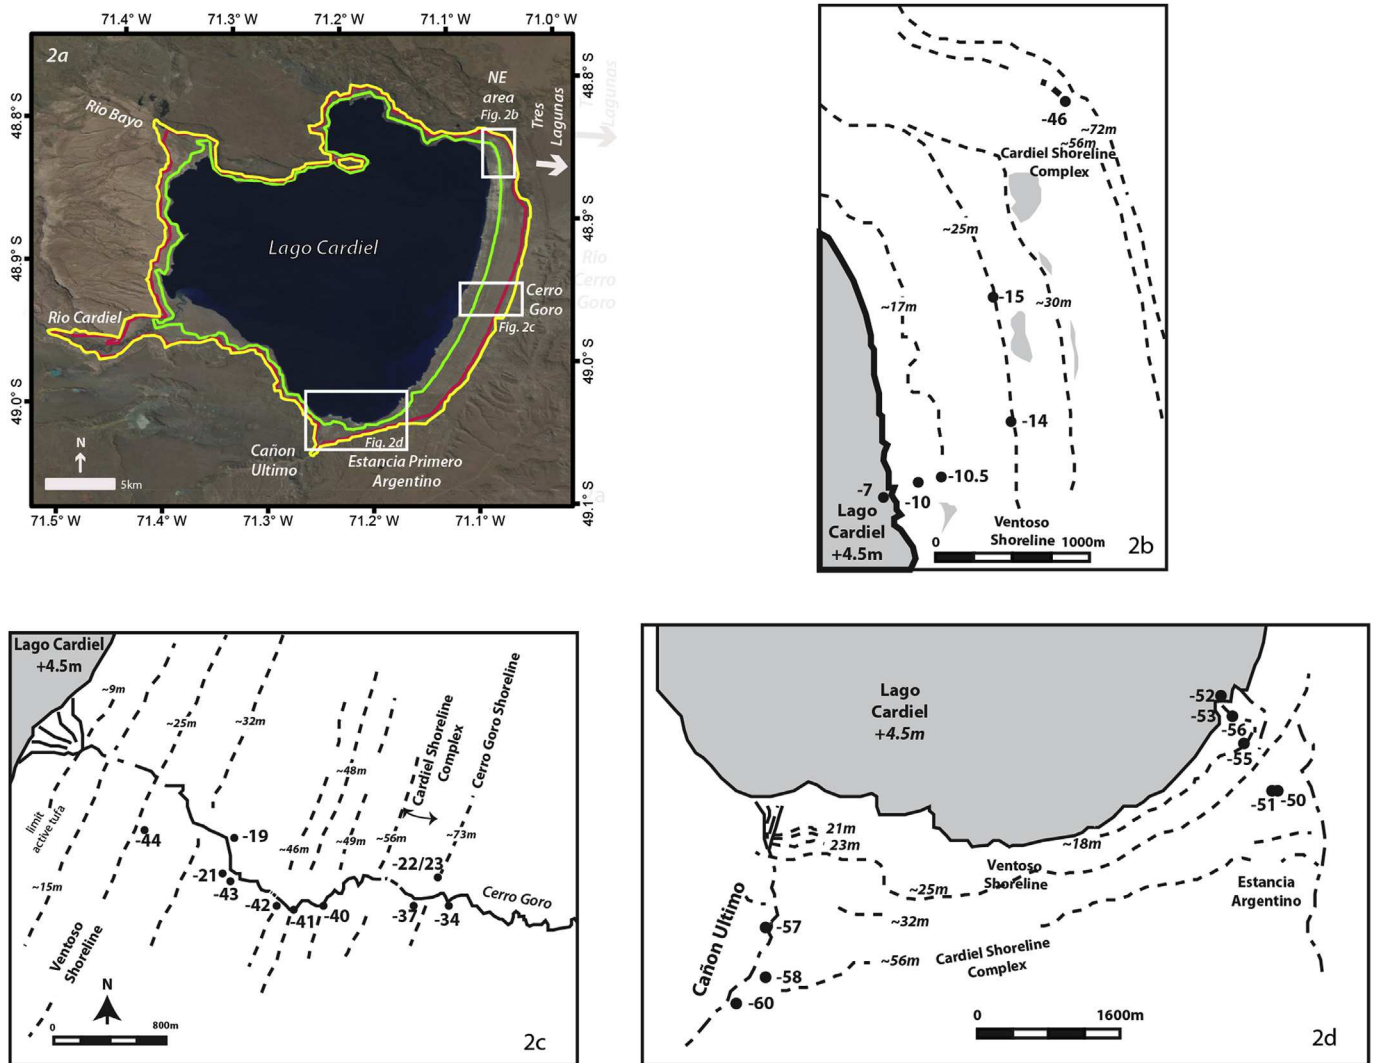 71.4° W 71.3° W 71.2° W 71.1° W 71.0° W
2a
48.8° S
48.9° S
49.0° S
48.8° S
48.9° S
49.0° S
49.1° S
Rio Bayo
NE
area
Fig. 2b
Tres
Lagunas
Lago Cardiel
Rio Cardiel
Cerro
Goro
Fig. 2c
Rio
Cerro
Goro
N
5km
Cañon
Ultimo
Fig. 2d
Estancia Primero
Argentino
71.5° W 71.4° W 71.3° W 71.2° W 71.1° W
-46
~72m
~56m
Cardiel Shoreline
Complex
~25m
~17m
-15
~30m
-14
-10.5
-7
-10
Lago
Cardiel
+4.5m
Ventoso
Shoreline
0 1000m
2b
Lago Cardiel
+4.5m
~9m
~25m
~32m
~48m
Cardiel Shoreline
Complex
Cerro Goro Shoreline
limit
active tufa
-44
-19
~46m
~49m
~56m
~73m
-22/23
-21
-43
~15m
-42
-41
-40
-37
-34
Cerro Goro
Ventoso
Shoreline
N
0 800m
2c
Lago
Cardiel
+4.5m
-52
-53
-56
-55
-51
-50
21m
23m
~18m
Ventoso
Shoreline
~25m
Estancia
Argentino
Cañon Ultimo
~32m
-57
Cardiel Shoreline
Complex
~56m
-58
-60
0 1600m
2d